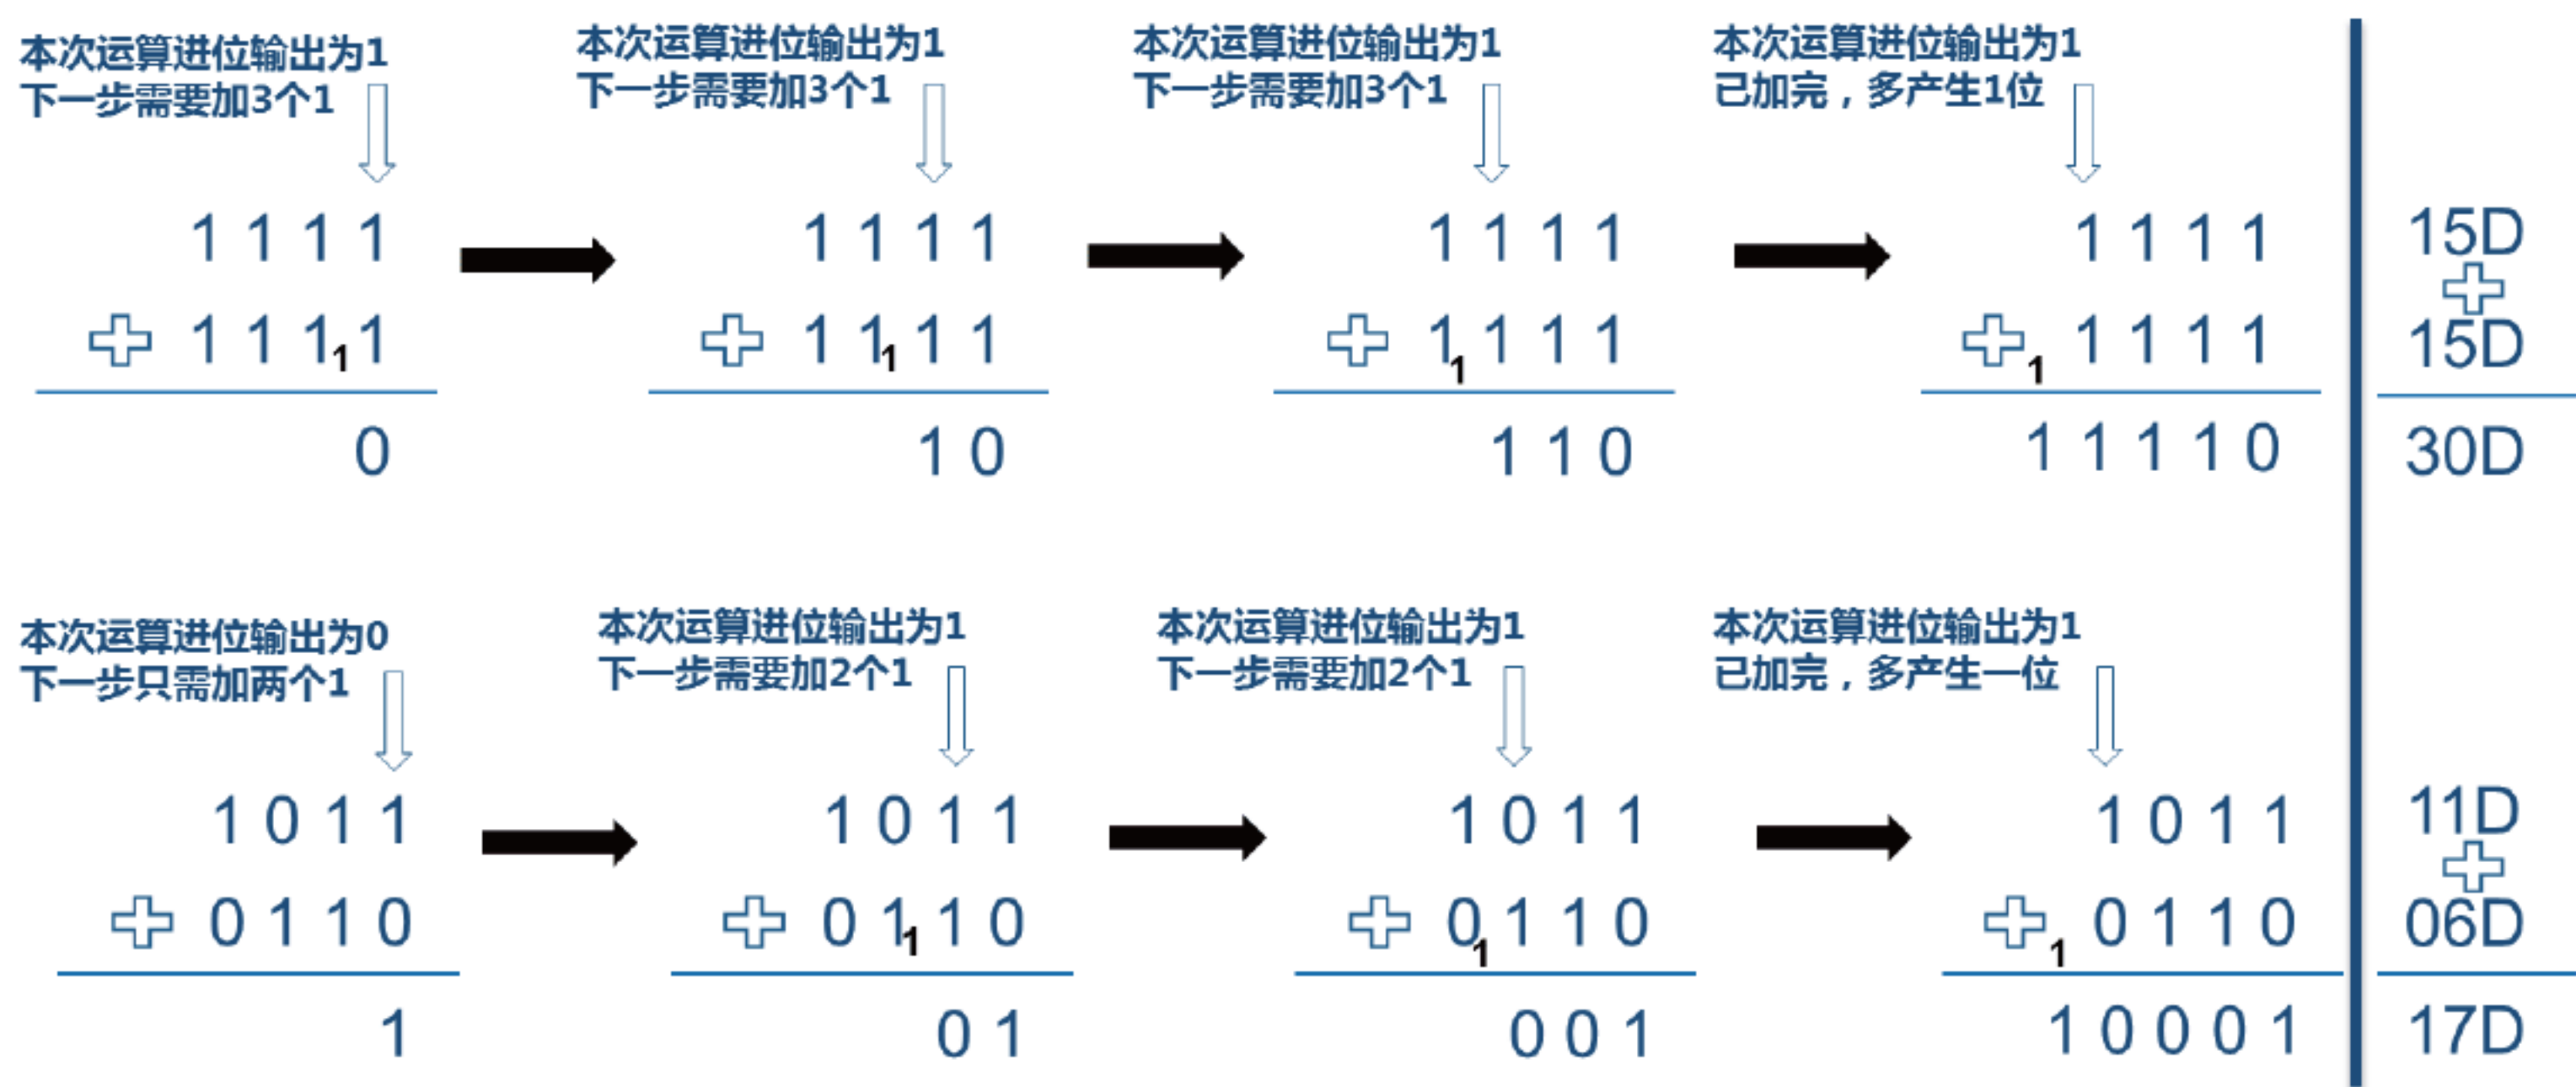 本次运算进位输出为1
下一步需要加3个1
本次运算进位输出为1
下一步需要加3个1
本次运算进位输出为1
下一步需要加3个1
本次运算进位输出为1
已加完，多产生1位
1 1 1 1
1 1 1 1
1 1 1 1
1 1 1 1
15D
+ 1 1 1 1 1
+ 1 1 1 1 1
+ 1 1 1 1 1
+ 1 1 1 1 1
+
15D
0
1 0
1 1 0
1 1 1 1 0
30D
本次运算进位输出为0
下一步只需加两个1
本次运算进位输出为1
下一步需要加2个1
本次运算进位输出为1
下一步需要加2个1
本次运算进位输出为1
已加完，多产生一位
1 0 1 1
1 0 1 1
1 0 1 1
1 0 1 1
11D
+ 0 1 1 0
+ 0 1 1 1 0
+ 0 1 1 1 0
+ 1 0 1 1 0
+
06D
1
0 1
0 0 1
1 0 0 0 1
17D